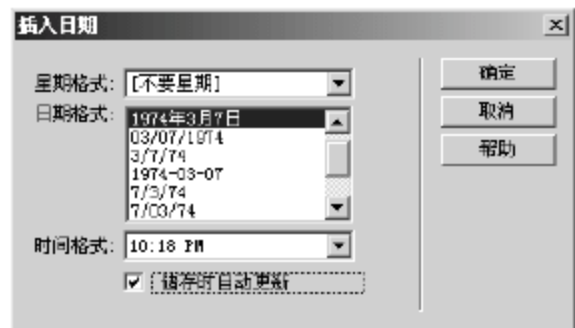 插入日期
星期格式: [不要星期]
确定
日期格式: 1974年3月7日
取消
03/07/1974
3/7/74
帮助
1974-03-07
7/3/74
7/03/74
时间格式: 10:18 PM
储存时自动更新